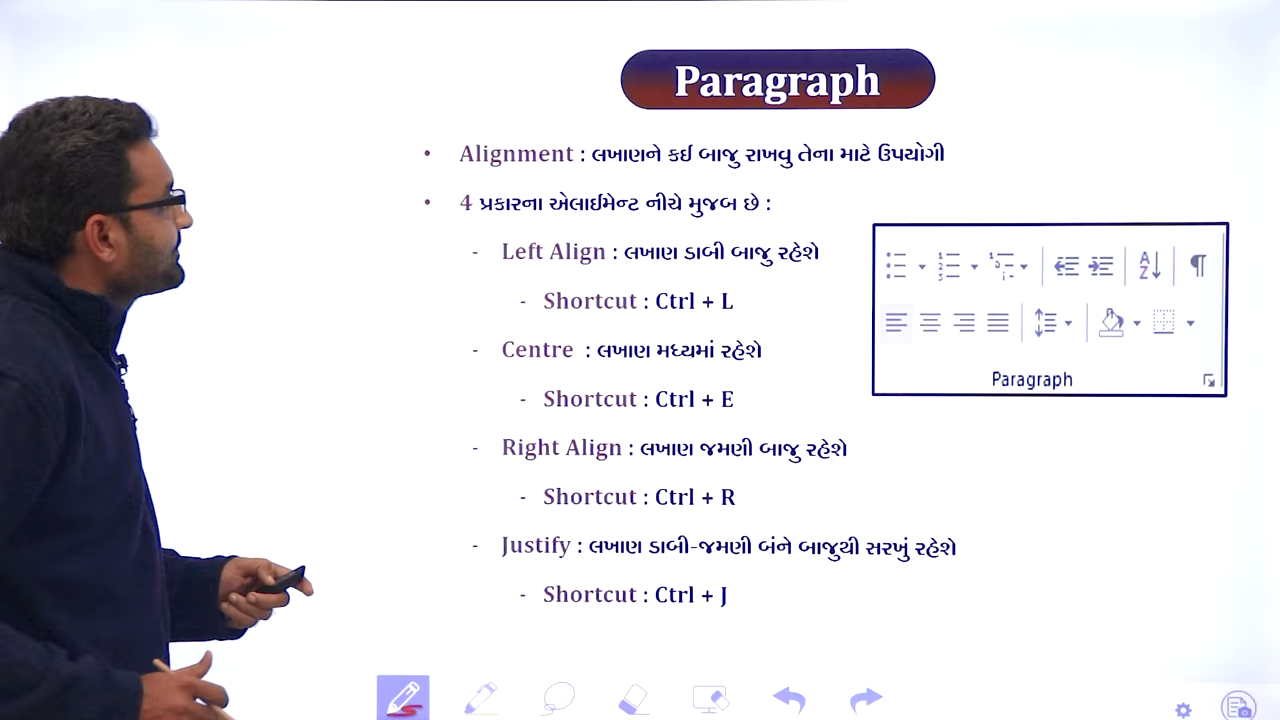 Paragraph
• Alignment : લખાણને કઈ બાજુ રાખવુ તેના માટે ઉપયોગી
• 4 પ્રકારના એલાઈમેન્ટ નીચે મુજબ છે :
- Left Align : લખાણ ડાબી બાજુ રહેશે
- Shortcut : Ctrl + L
- Centre : લખાણ મધ્યમાં રહેશે
- Shortcut : Ctrl + E
- Right Align : લખાણ જમણી બાજુ રહેશે
- Shortcut : Ctrl + R
- Justify : લખાણ ડાબી-જમણી બંને બાજુથી સરખું રહેશે
- Shortcut : Ctrl + J
Paragraph